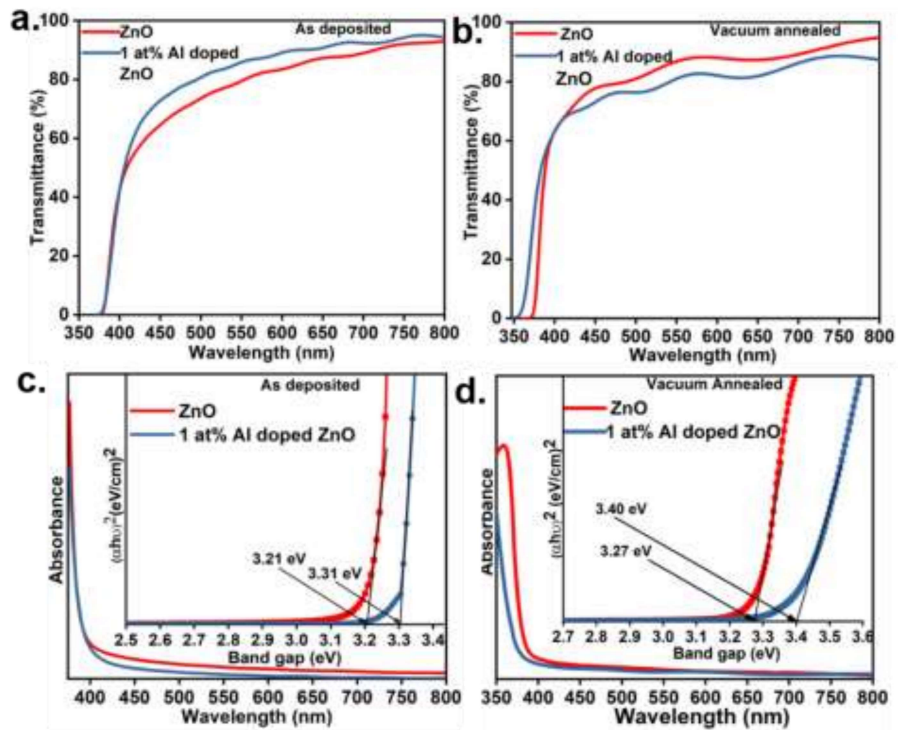 a.
ZnO
1 at% Al doped
ZnO
As deposited
Transmittance (%)
100
80
60
40
20
0
350 400 450 500 550 600 650 700 750 800
Wavelength (nm)
b.
ZnO
1 at% Al doped
ZnO
Vacuum annealed
Transmittance (%)
100
80
60
40
20
0
350 400 450 500 550 600 650 700 750 800
Wavelength (nm)
c.
As deposited
ZnO
1 at% Al doped ZnO
(αhυ)2(eV/cm)2
3.21 eV
3.31 eV
2.5 2.6 2.7 2.8 2.9 3.0 3.1 3.2 3.3 3.4
Band gap (eV)
Absorbance
400 450 500 550 600 650 700 750 800
Wavelength (nm)
d.
Vacuum Annealed
ZnO
1 at% Al doped ZnO
(αhυ)2 (eV/cm)2
3.40 eV
3.27 eV
2.7 2.8 2.9 3.0 3.1 3.2 3.3 3.4 3.5 3.6
Band gap (eV)
Absorbance
350 400 450 500 550 600 650 700 750 800
Wavelength (nm)